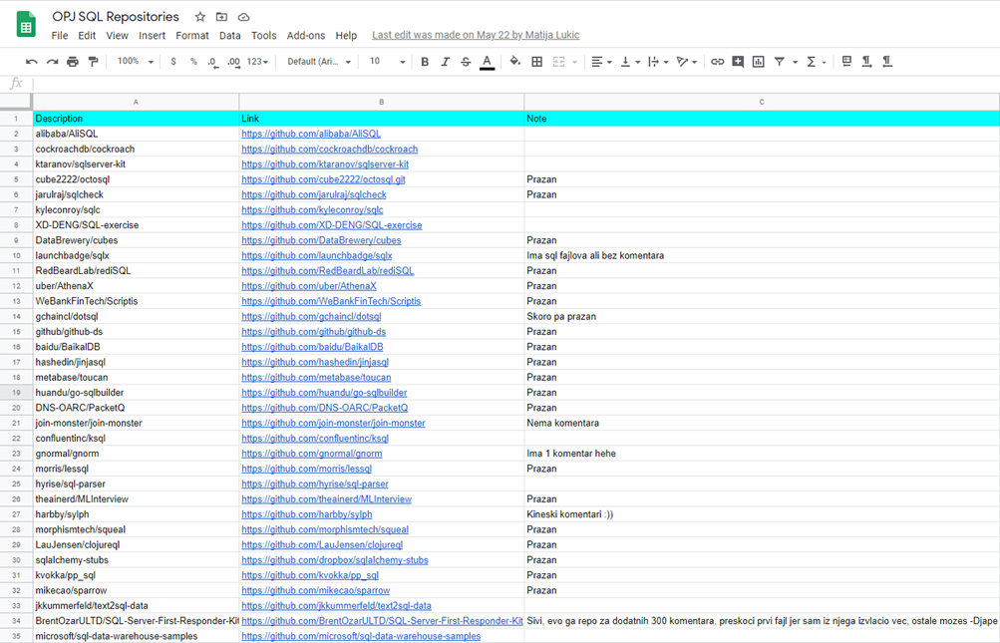 OPJ SQL Repositories
File Edit View Insert Format Data Tools Add-ons Help Last edit was made on May 22 by Matija Lukic
100% $ % .0 .00 123 Default (Ari... 10 B I S A
fx
A B C
1 Description Link Note
2 alibaba/AliSQL https://github.com/alibaba/AliSQL
3 cockroachdb/cockroach https://github.com/cockroachdb/cockroach
4 ktaranov/sqlserver-kit https://github.com/ktaranov/sqlserver-kit
5 cube2222/octosql https://github.com/cube2222/octosql.git Prazan
6 jarulraj/sqlcheck https://github.com/jarulraj/sqlcheck Prazan
7 kyleconroy/sqlc https://github.com/kyleconroy/sqlc
8 XD-DENG/SQL-exercise https://github.com/XD-DENG/SQL-exercise
9 DataBrewery/cubes https://github.com/DataBrewery/cubes Prazan
10 launchbadge/sqlx https://github.com/launchbadge/sqlx Ima sql fajlova ali bez komentara
11 RedBeardLab/rediSQL https://github.com/RedBeardLab/rediSQL Prazan
12 uber/AthenaX https://github.com/uber/AthenaX Prazan
13 WeBankFinTech/Scriptis https://github.com/WeBankFinTech/Scriptis Prazan
14 gchaincl/dotsql https://github.com/gchaincl/dotsql Skoro pa prazan
15 github/github-ds https://github.com/github/github-ds Prazan
16 baidu/BaikalDB https://github.com/baidu/BaikalDB Prazan
17 hashedin/jinjasql https://github.com/hashedin/jinjasql Prazan
18 metabase/toucan https://github.com/metabase/toucan Prazan
19 huandu/go-sqlbuilder https://github.com/huandu/go-sqlbuilder Prazan
20 DNS-OARC/PacketQ https://github.com/DNS-OARC/PacketQ Prazan
21 join-monster/join-monster https://github.com/join-monster/join-monster Nema komentara
22 confluentinc/ksql https://github.com/confluentinc/ksql
23 gnormal/gnorm https://github.com/gnormal/gnorm Ima 1 komentar hehe
24 morris/lessql https://github.com/morris/lessql Prazan
25 hyrise/sql-parser https://github.com/hyrise/sql-parser
26 theainerd/MLInterview https://github.com/theainerd/MLInterview Prazan
27 harbby/sylph https://github.com/harbby/sylph Kineski komentari :))
28 morphismtech/squeal https://github.com/morphismtech/squeal Prazan
29 LauJensen/clojureql https://github.com/LauJensen/clojureql Prazan
30 sqlalchemy-stubs https://github.com/dropbox/sqlalchemy-stubs Prazan
31 kvokka/pp_sql https://github.com/kvokka/pp_sql Prazan
32 mikecao/sparrow https://github.com/mikecao/sparrow Prazan
33 jkkummerfeld/text2sql-data https://github.com/jkkummerfeld/text2sql-data
34 BrentOzarULTD/SQL-Server-First-Responder-Kit https://github.com/BrentOzarULTD/SQL-Server-First-Responder-Kit Sivi, evo ga repo za dodatnih 300 komentara, preskoci prvi fajl jer sam iz njega izvlacio vec, ostale mozes -Djape
35 microsoft/sql-data-warehouse-samples https://github.com/microsoft/sql-data-warehouse-samples